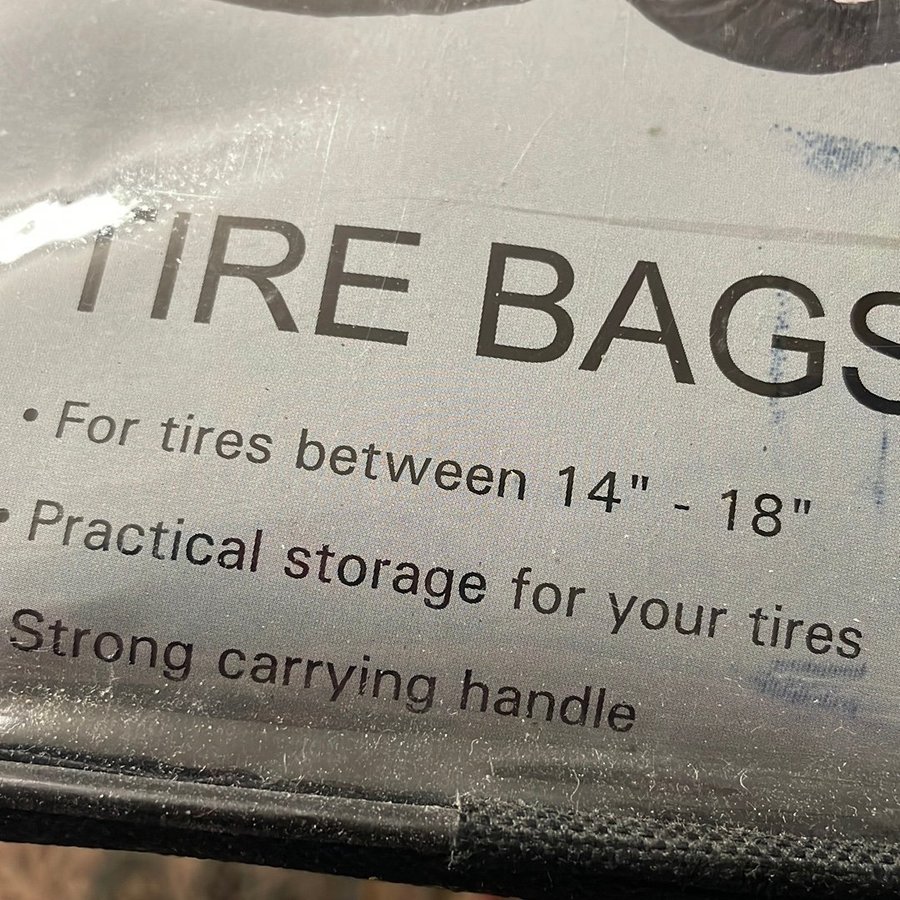 TIRE BAGS
• For tires between 14" - 18"
• Practical storage for your tires
Strong carrying handle